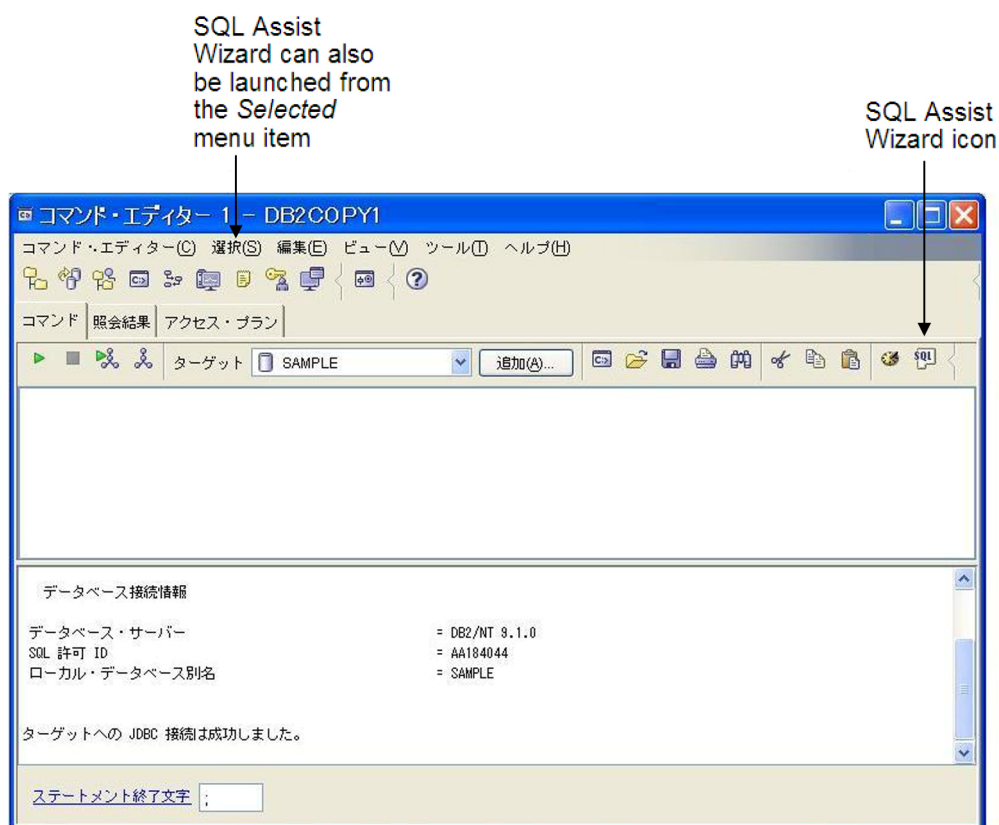 SQL Assist
Wizard can also
be launched from
the Selected
menu item
SQL Assist
Wizard icon
コマンド・エディター 1 - DB2COPY1
コマンド・エディター(C) 選択(S) 編集(E) ビュー(V) ツール(T) ヘルプ(H)
コマンド 照会結果 アクセス・プラン
ターゲット SAMPLE 追加(A)... SQL
データベース接続情報
データベース・サーバー = DB2/NT 9.1.0
SQL 許可 ID = AA184044
ローカル・データベース別名 = SAMPLE
ターゲットへの JDBC 接続は成功しました。
ステートメント終了文字 ;